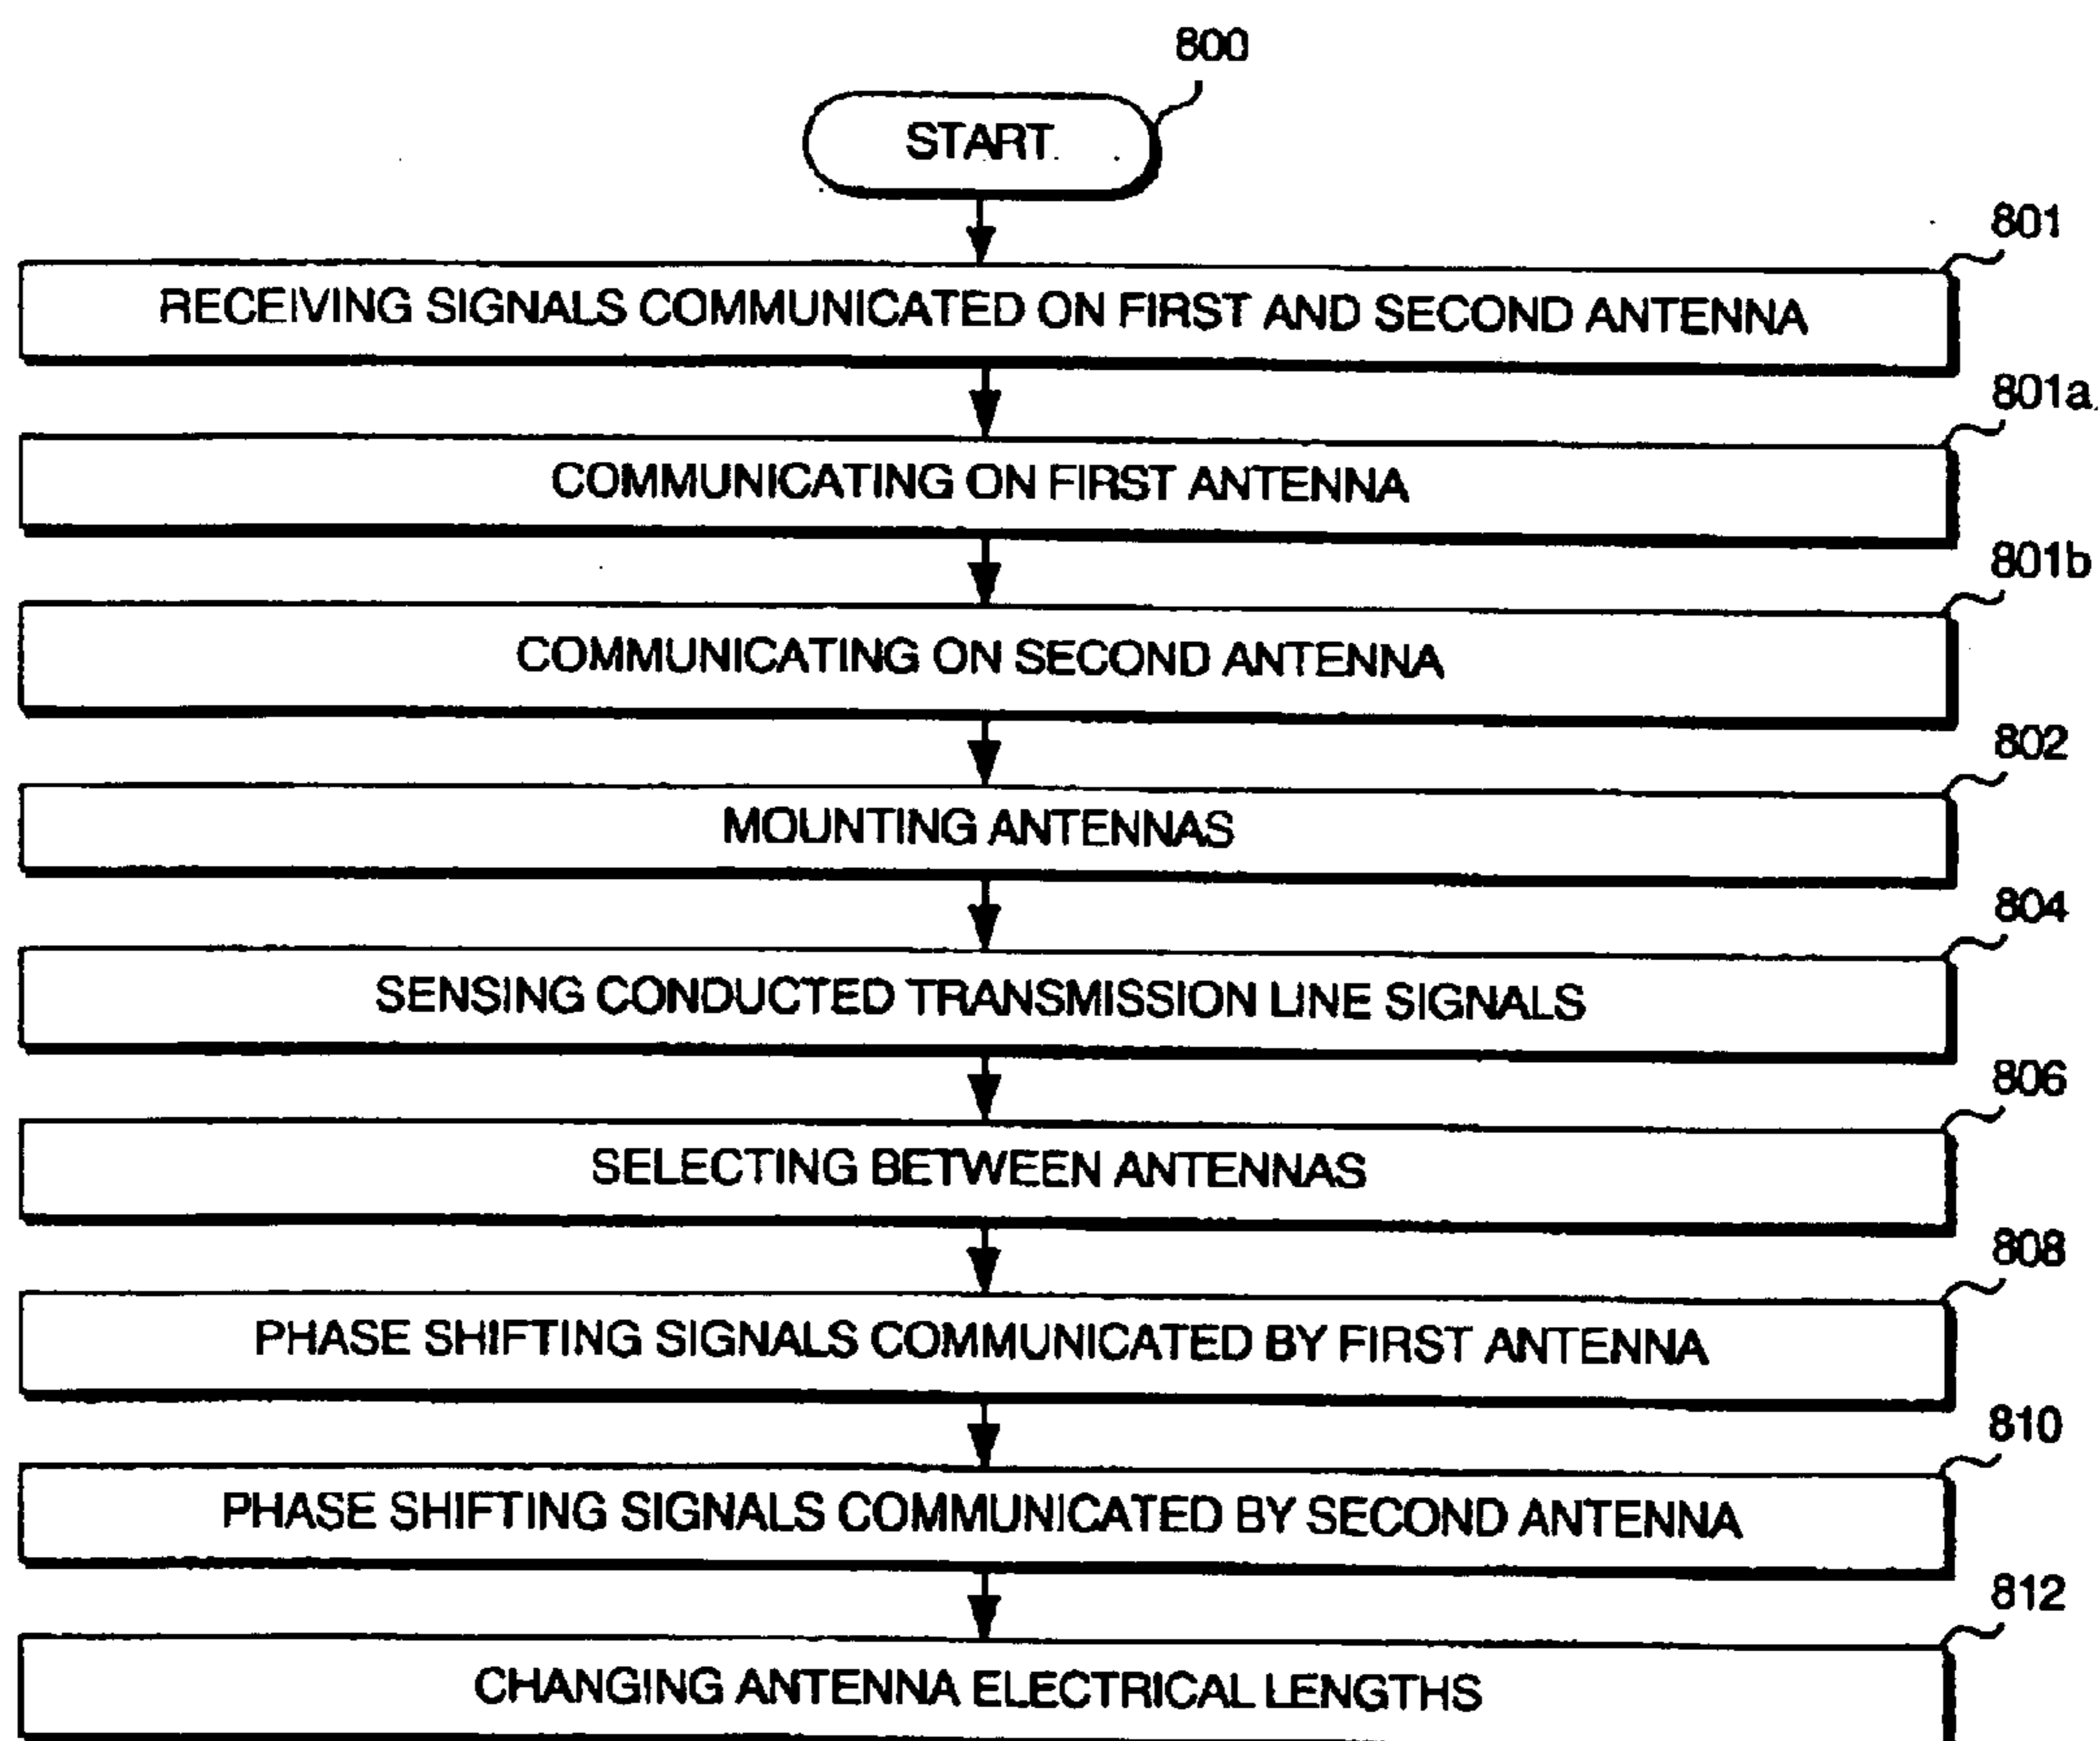 800
START
801
RECEIVING SIGNALS COMMUNICATED ON FIRST AND SECOND ANTENNA
801a
COMMUNICATING ON FIRST ANTENNA
801b
COMMUNICATING ON SECOND ANTENNA
802
MOUNTING ANTENNAS
804
SENSING CONDUCTED TRANSMISSION LINE SIGNALS
806
SELECTING BETWEEN ANTENNAS
808
PHASE SHIFTING SIGNALS COMMUNICATED BY FIRST ANTENNA
810
PHASE SHIFTING SIGNALS COMMUNICATED BY SECOND ANTENNA
812
CHANGING ANTENNA ELECTRICAL LENGTHS